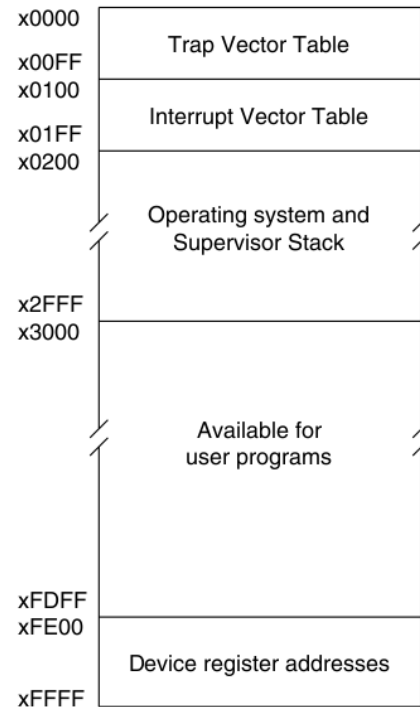 x0000
Trap Vector Table
x00FF
x0100
Interrupt Vector Table
x01FF
x0200
Operating system and
Supervisor Stack
x2FFF
x3000
Available for
user programs
xFDFF
xFE00
Device register addresses
xFFFF